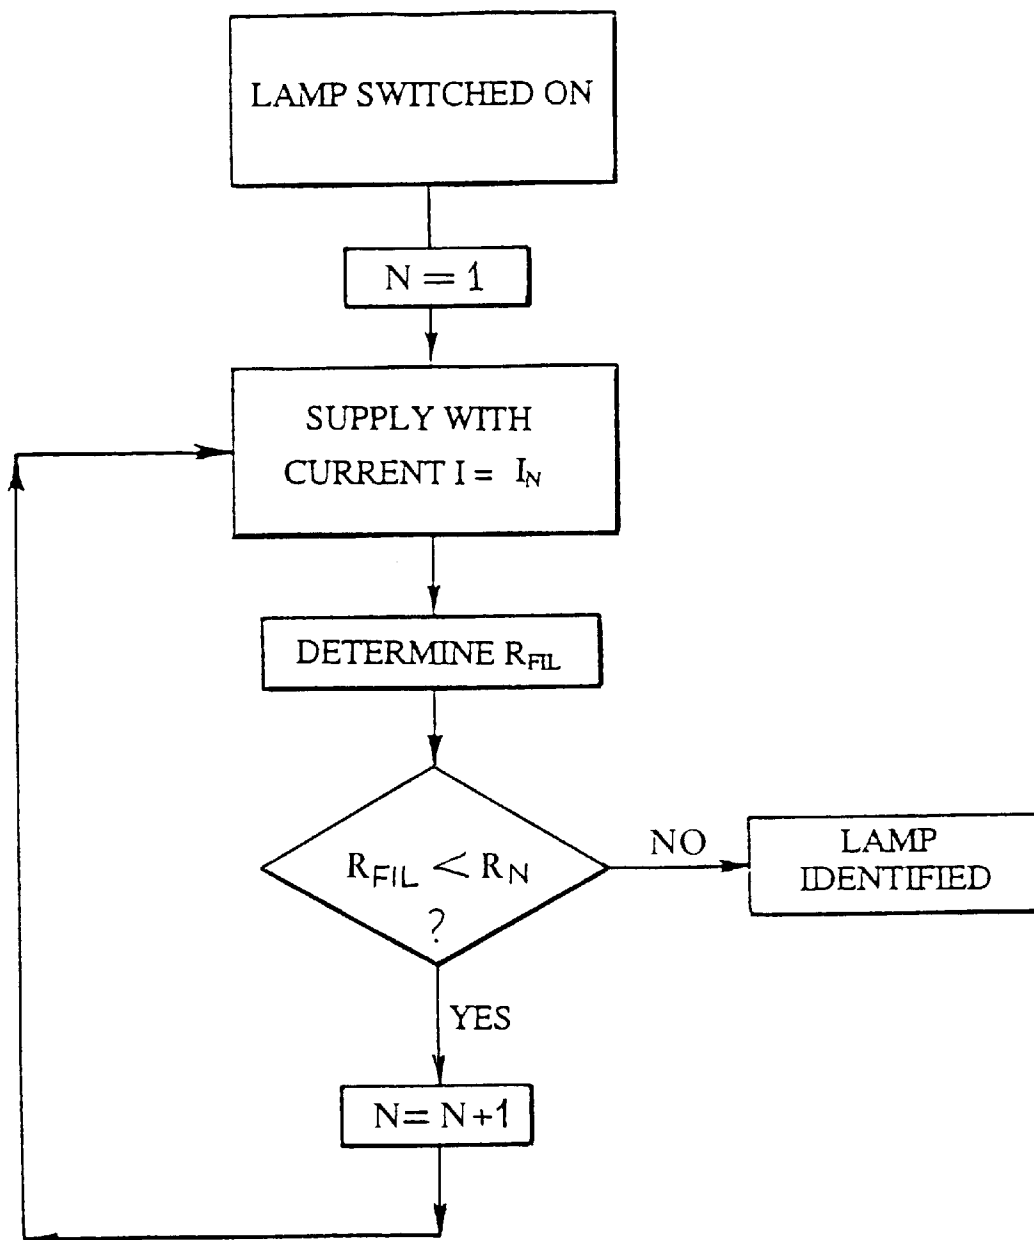 LAMP SWITCHED ON
N = 1
SUPPLY WITH
CURRENT I = I_N
DETERMINE R_FIL
R_FIL < R_N
?
NO
LAMP
IDENTIFIED
YES
N = N+1